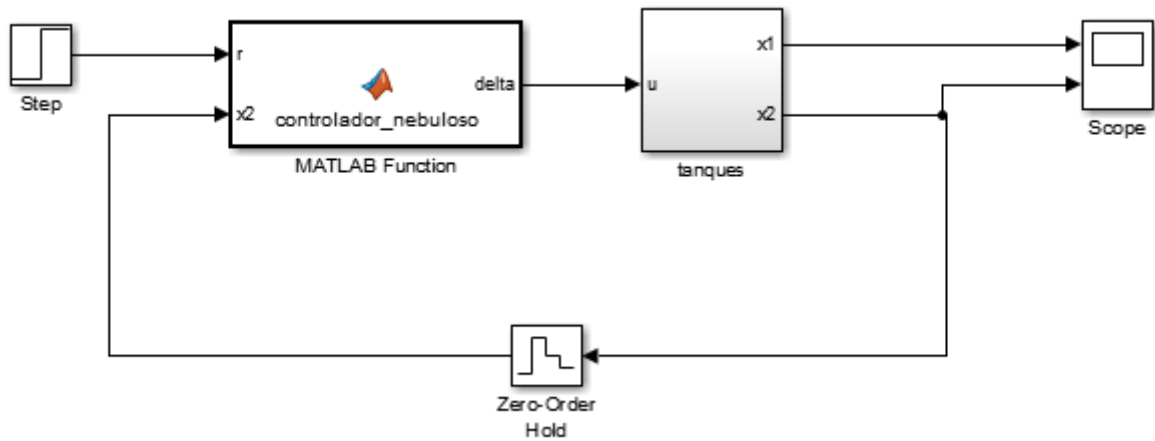 Step
r
x2
controlador_nebuloso
delta
MATLAB Function
u
x1
x2
tanques
Scope
Zero-Order
Hold